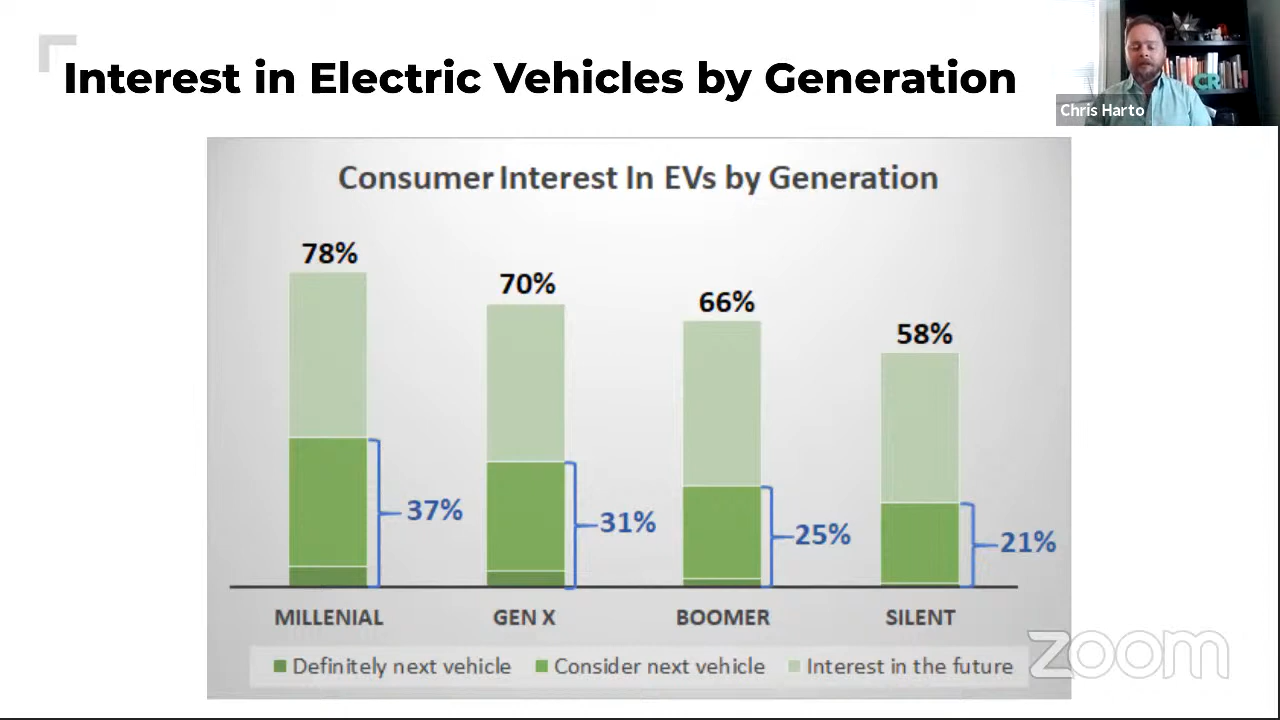 Interest in Electric Vehicles by Generation
CR
Chris Harto
Consumer Interest In EVs by Generation
78%
70%
66%
58%
37%
31%
25%
21%
MILLENIAL
GEN X
BOOMER
SILENT
Definitely next vehicle
Consider next vehicle
Interest in the future
zoom